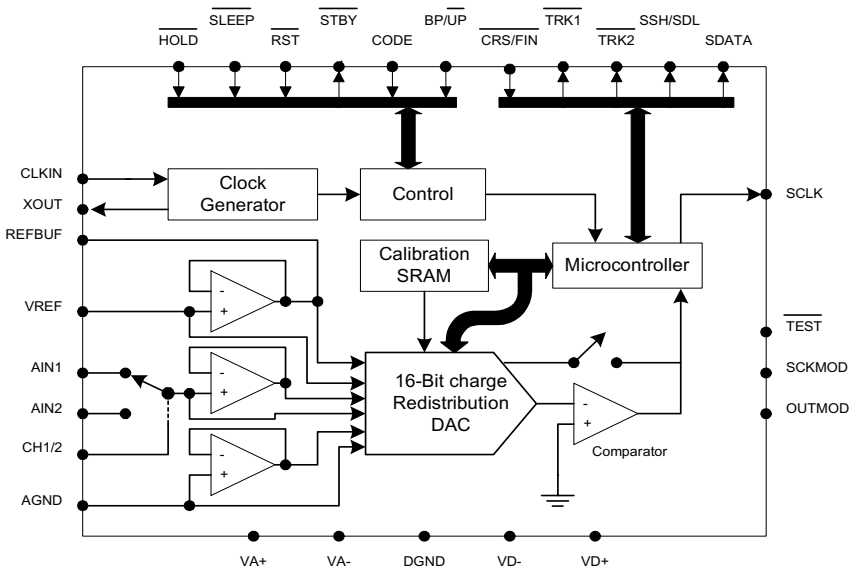 SLEEP STBY BP/UP TRK1 SSH/SDL
HOLD RST CODE CRS/FIN TRK2 SDATA
CLKIN
XOUT
REFBUF
VREF
AIN1
AIN2
CH1/2
AGND
Clock
Generator
Control
Calibration
SRAM
Microcontroller
-
+
-
+
-
+
16-Bit charge
Redistribution
DAC
-
+
Comparator
SCLK
TEST
SCKMOD
OUTMOD
VA+ VA- DGND VD- VD+